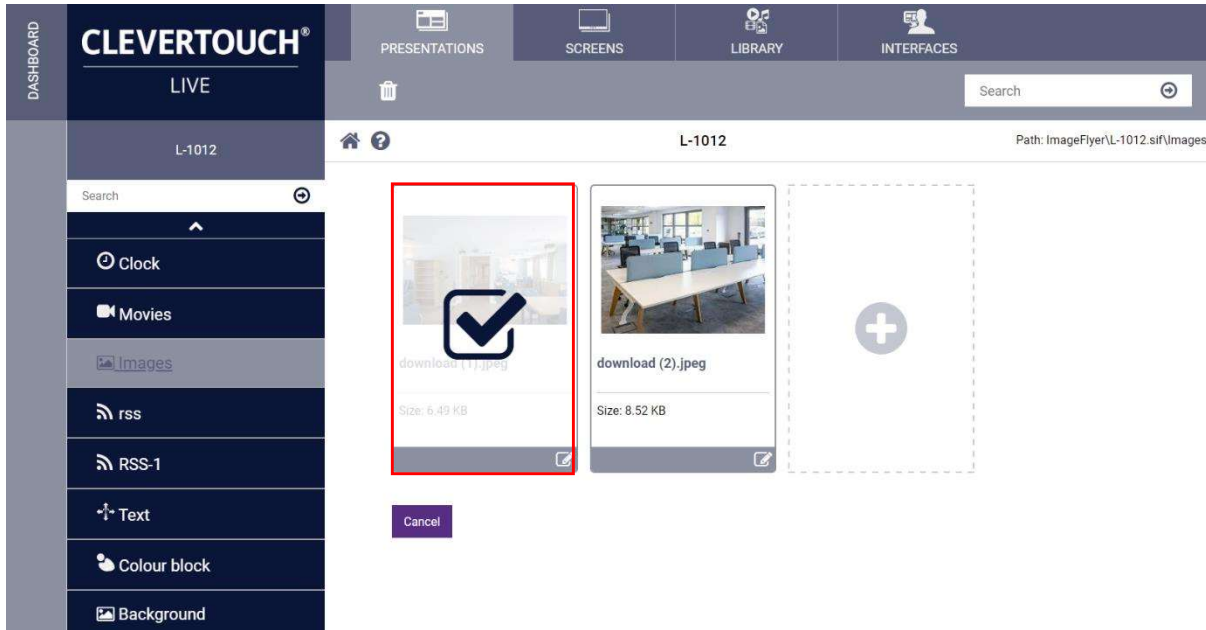 DASHBOARD
CLEVERTOUCH®
LIVE
PRESENTATIONS
SCREENS
LIBRARY
INTERFACES
Search
L-1012
L-1012
Path: ImageFlyer\L-1012.sif\Images
Search
Clock
Movies
Images
rss
RSS-1
Text
Colour block
Background
download (1).jpeg
Size: 6.49 KB
download (2).jpeg
Size: 8.52 KB
Cancel